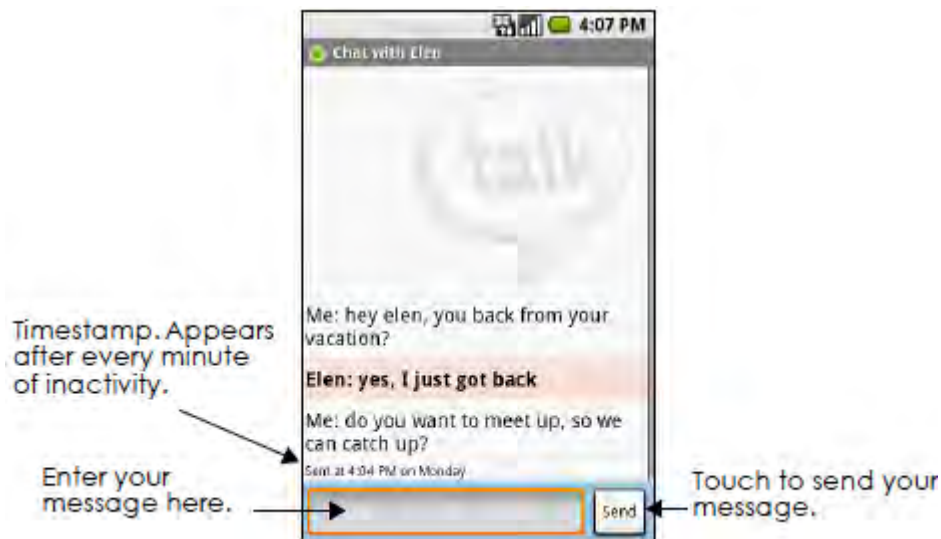 4:07 PM
Chat with Elen
talk
Me: hey elen, you back from your
vacation?
Elen: yes, I just got back
Me: do you want to meet up, so we
can catch up?
Sent at 4:04 PM on Monday
Send
Timestamp. Appears
after every minute
of inactivity.
Enter your
message here.
Touch to send your
message.